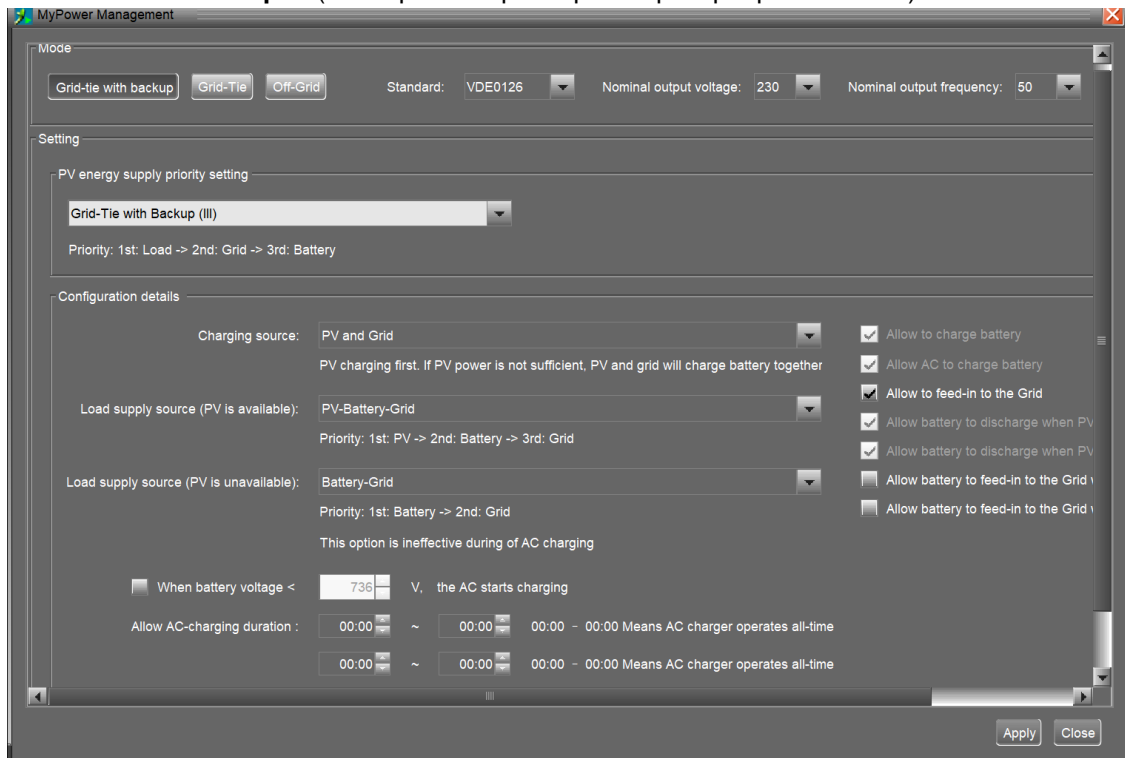 MyPower Management
Mode
Grid-tie with backup Grid-Tie Off-Grid Standard: VDE0126 Nominal output voltage: 230 Nominal output frequency: 50
Setting
PV energy supply priority setting
Grid-Tie with Backup (III)
Priority: 1st: Load -> 2nd: Grid -> 3rd: Battery
Configuration details
Charging source: PV and Grid
PV charging first. If PV power is not sufficient, PV and grid will charge battery together
Load supply source (PV is available): PV-Battery-Grid
Priority: 1st: PV -> 2nd: Battery -> 3rd: Grid
Load supply source (PV is unavailable): Battery-Grid
Priority: 1st: Battery -> 2nd: Grid
This option is ineffective during of AC charging
Allow to charge battery
Allow AC to charge battery
Allow to feed-in to the Grid
Allow battery to discharge when PV
Allow battery to discharge when PV
Allow battery to feed-in to the Grid
Allow battery to feed-in to the Grid
When battery voltage < 736 V, the AC starts charging
Allow AC-charging duration : 00:00 ~ 00:00 00:00 - 00:00 Means AC charger operates all-time
00:00 ~ 00:00 00:00 - 00:00 Means AC charger operates all-time
Apply Close